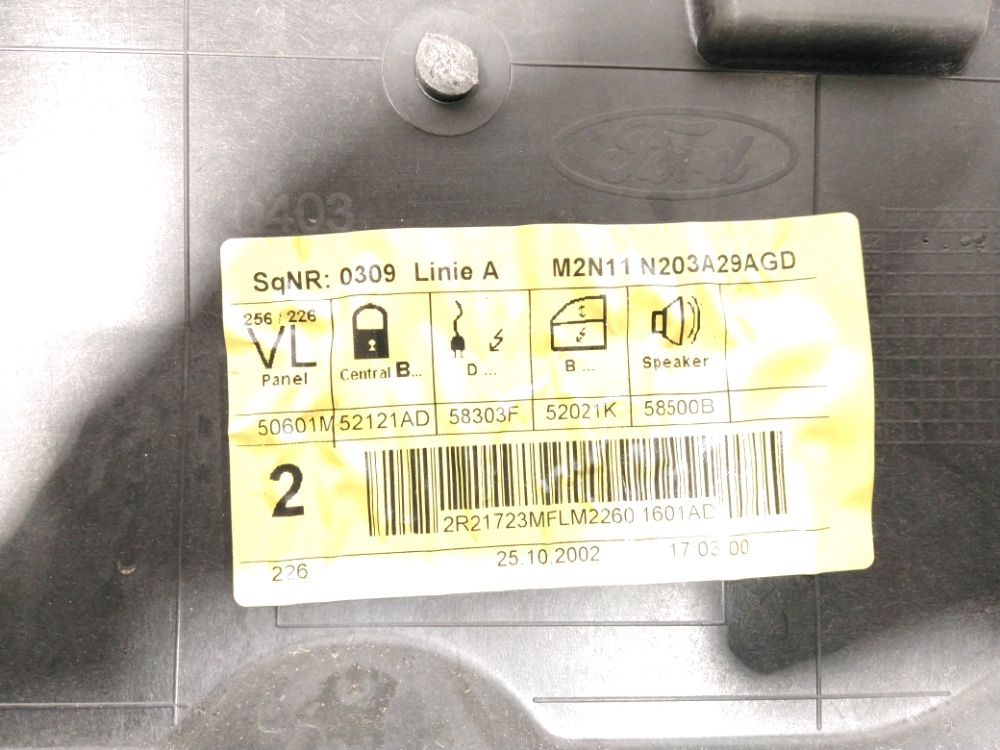 Ford
0403
SqNR: 0309 Linie A M2N11 N203A29AGD
256 / 226
VL
Panel
Central B...
D ...
B ...
Speaker
50601M 52121AD 58303F 52021K 58500B
2
2R21723MFLM2260 1601AD
226 25.10.2002 17 03 00